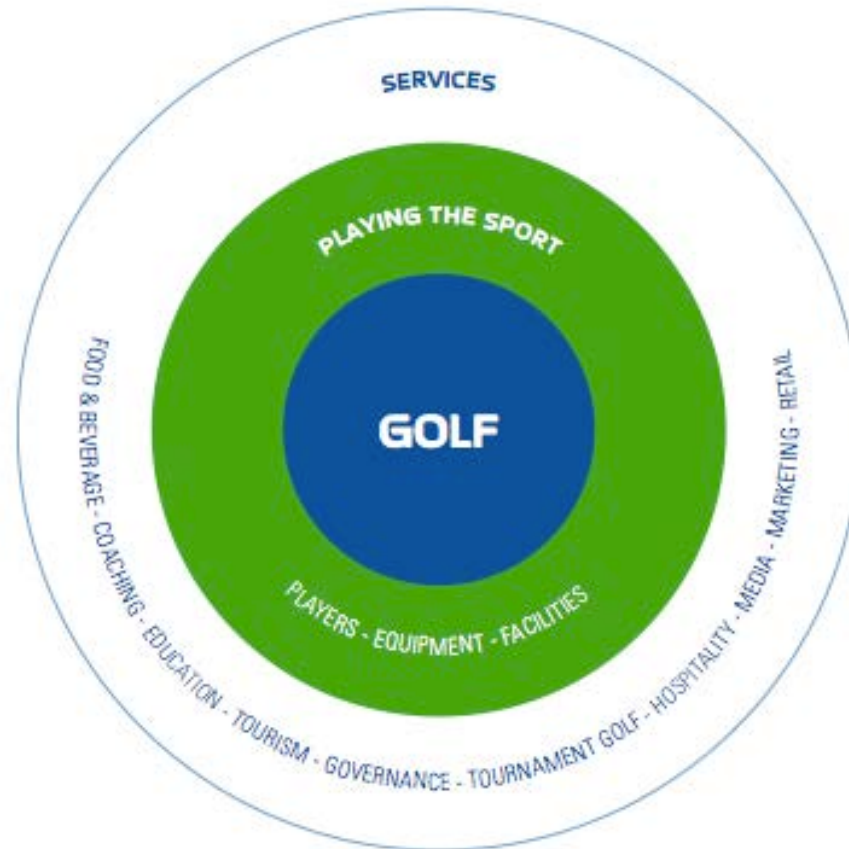 SERVICES
PLAYING THE SPORT
GOLF
PLAYERS - EQUIPMENT - FACILITIES
FOOD & BEVERAGE - COACHING - EDUCATION - TOURISM - GOVERNANCE - TOURNAMENT GOLF - HOSPITALITY - MEDIA - MARKETING - RETAIL